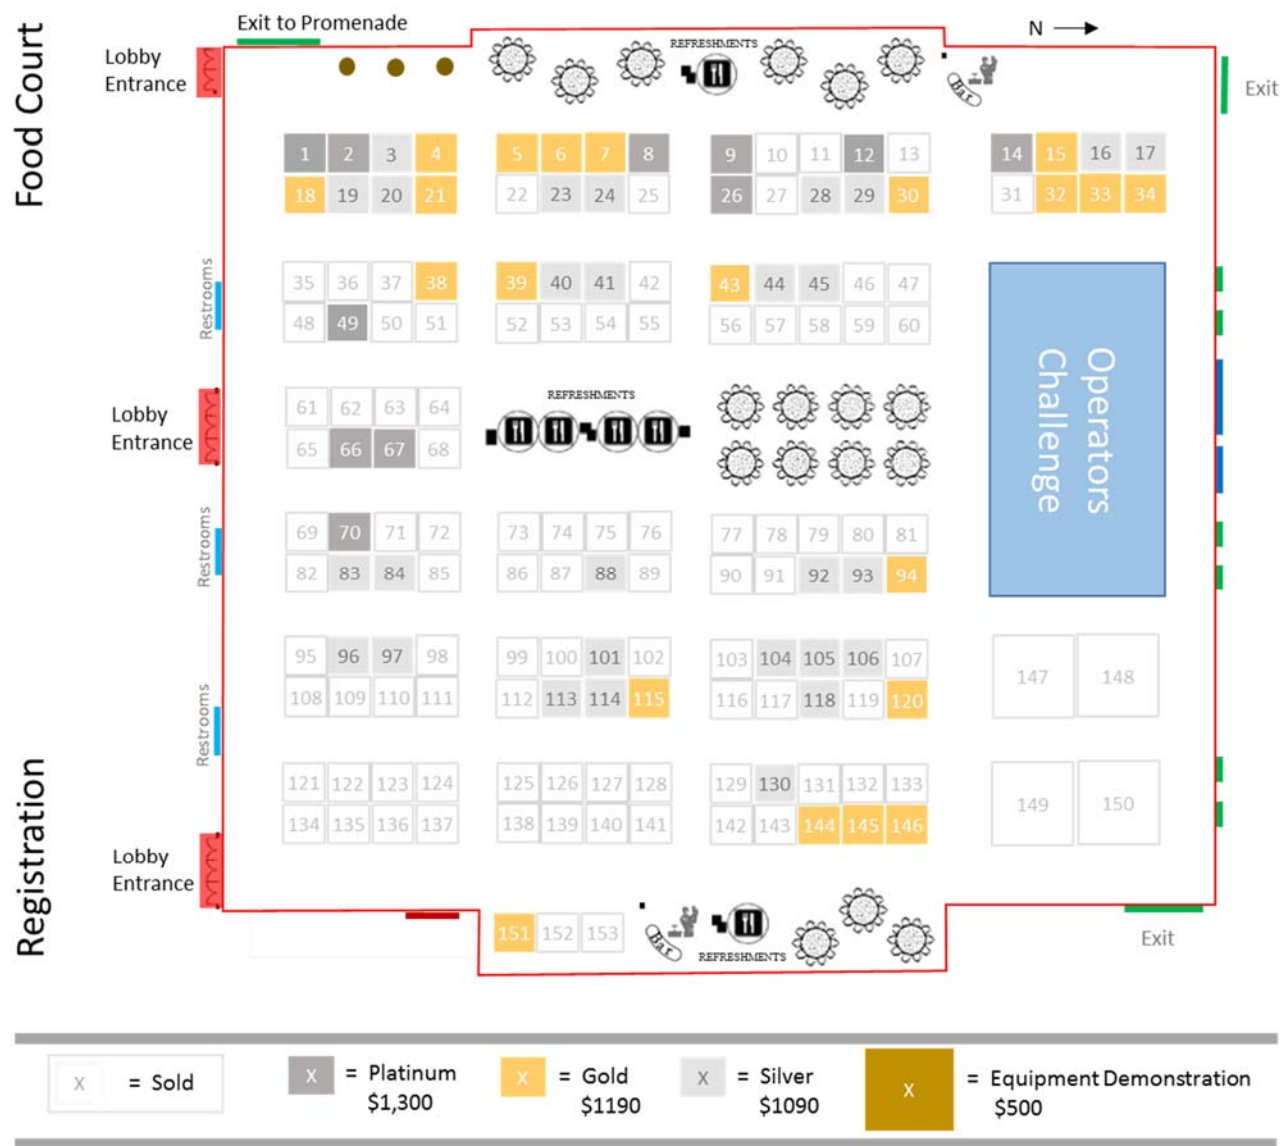 Exit to Promenade
N
Food Court
Lobby
Entrance
REFRESHMENTS
Bar
Exit
1 2 3 4 5 6 7 8 9 10 11 12 13 14 15 16 17
18 19 20 21 22 23 24 25 26 27 28 29 30 31 32 33 34
Restrooms
35 36 37 38 39 40 41 42 43 44 45 46 47
48 49 50 51 52 53 54 55 56 57 58 59 60
Operators
Challenge
Lobby
Entrance
61 62 63 64
65 66 67 68
REFRESHMENTS
Restrooms
69 70 71 72 73 74 75 76 77 78 79 80 81
82 83 84 85 86 87 88 89 90 91 92 93 94
Restrooms
95 96 97 98 99 100 101 102 103 104 105 106 107
108 109 110 111 112 113 114 115 116 117 118 119 120
147 148
Registration
121 122 123 124 125 126 127 128 129 130 131 132 133
134 135 136 137 138 139 140 141 142 143 144 145 146
149 150
Lobby
Entrance
151 152 153
Bar
REFRESHMENTS
Exit
X = Sold
X = Platinum
$1,300
X = Gold
$1190
X = Silver
$1090
X = Equipment Demonstration
$500